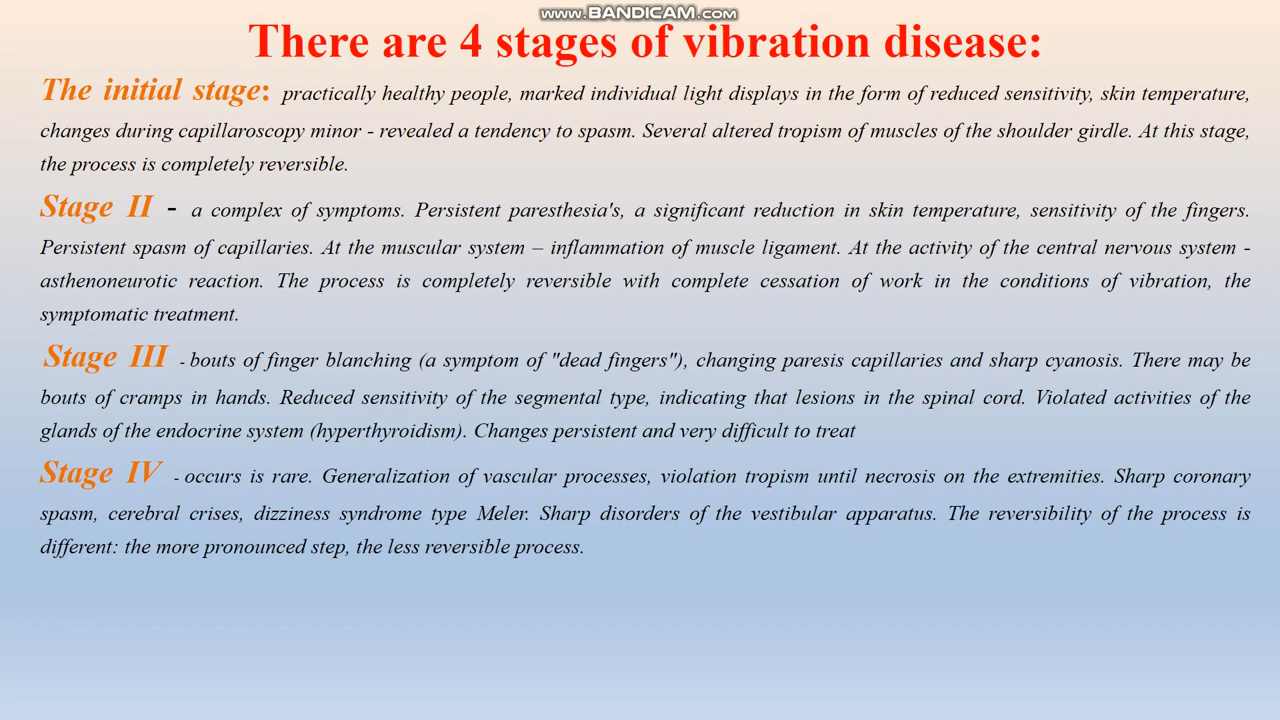 www.BANDICAM.com
There are 4 stages of vibration disease:
The initial stage: practically healthy people, marked individual light displays in the form of reduced sensitivity, skin temperature,
changes during capillaroscopy minor - revealed a tendency to spasm. Several altered tropism of muscles of the shoulder girdle. At this stage,
the process is completely reversible.
Stage II - a complex of symptoms. Persistent paresthesia's, a significant reduction in skin temperature, sensitivity of the fingers.
Persistent spasm of capillaries. At the muscular system – inflammation of muscle ligament. At the activity of the central nervous system -
asthenoneurotic reaction. The process is completely reversible with complete cessation of work in the conditions of vibration, the
symptomatic treatment.
Stage III - bouts of finger blanching (a symptom of "dead fingers"), changing paresis capillaries and sharp cyanosis. There may be
bouts of cramps in hands. Reduced sensitivity of the segmental type, indicating that lesions in the spinal cord. Violated activities of the
glands of the endocrine system (hyperthyroidism). Changes persistent and very difficult to treat
Stage IV - occurs is rare. Generalization of vascular processes, violation tropism until necrosis on the extremities. Sharp coronary
spasm, cerebral crises, dizziness syndrome type Meler. Sharp disorders of the vestibular apparatus. The reversibility of the process is
different: the more pronounced step, the less reversible process.